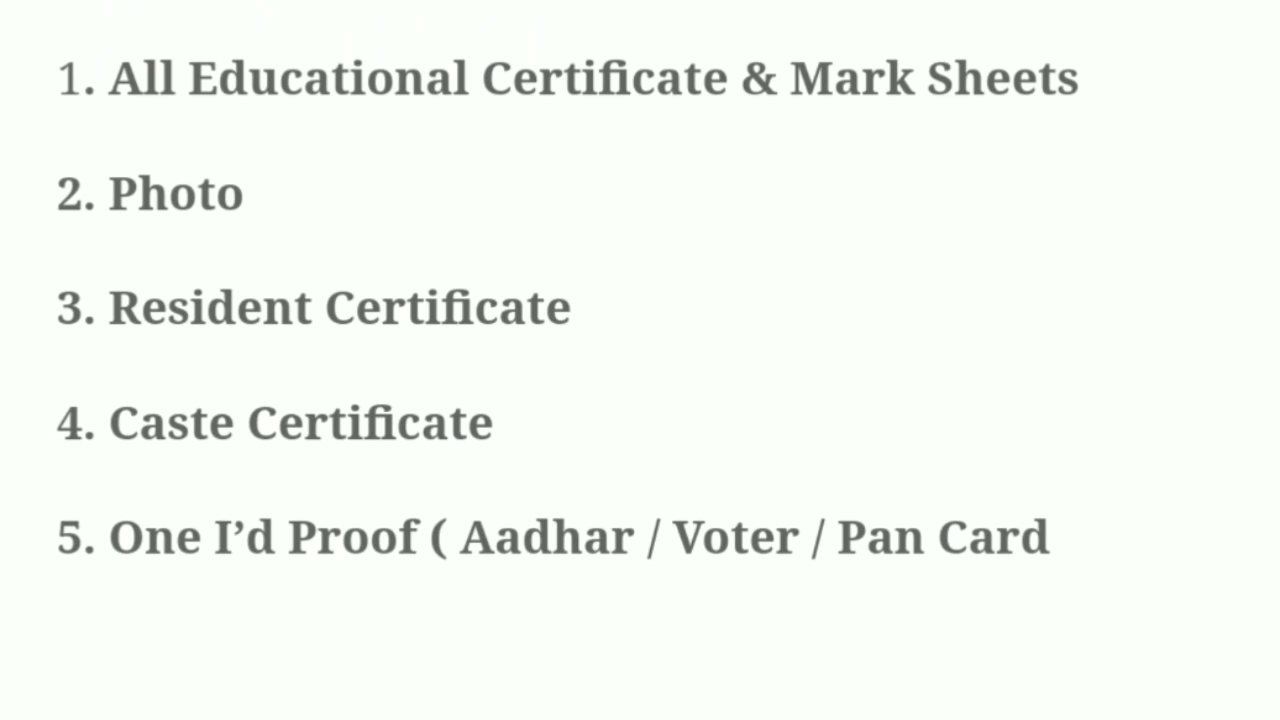 1. All Educational Certificate & Mark Sheets
2. Photo
3. Resident Certificate
4. Caste Certificate
5. One I’d Proof ( Aadhar / Voter / Pan Card